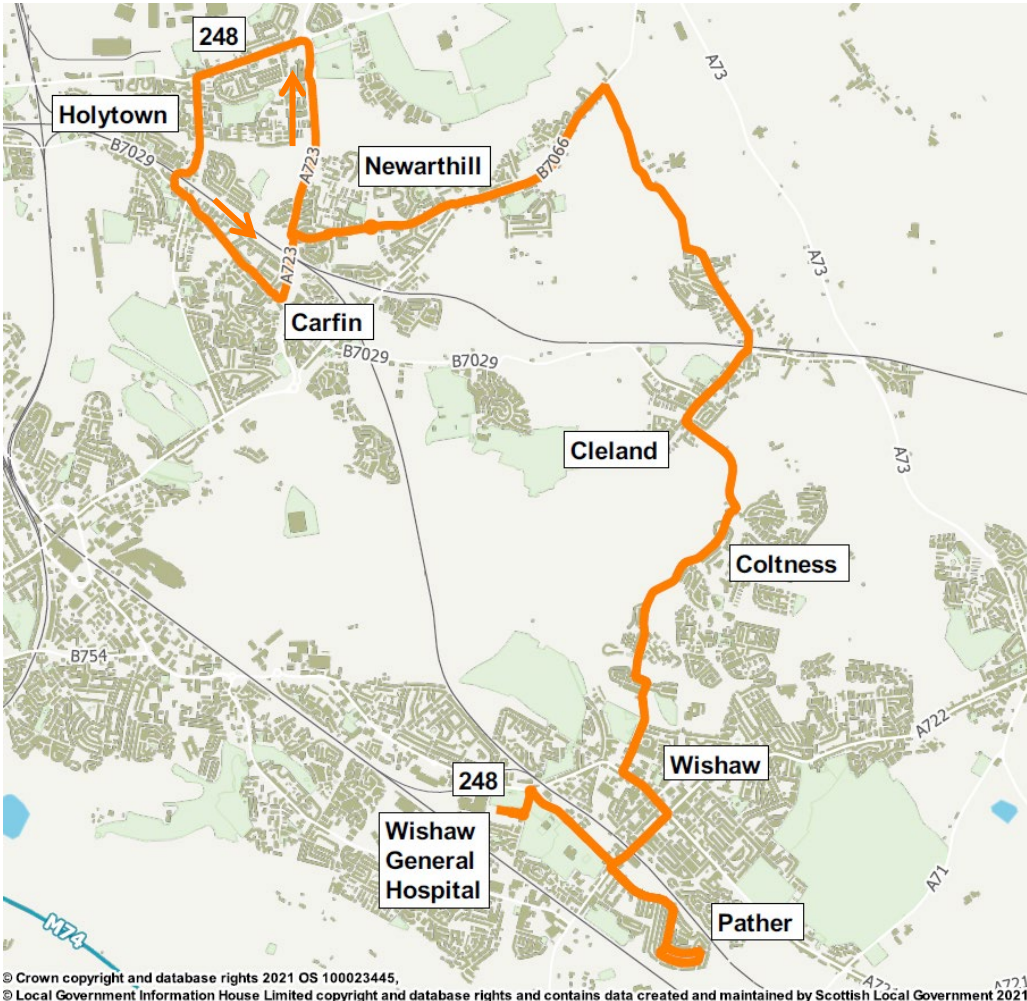 248
A73
Holytown
B7029
A723
Newarthill
B7066
A723
A73
Carfin
B7029
B7029
Cleland
A73
Coltness
B754
A722
Wishaw
248
Wishaw
General
Hospital
A71
Pather
M74
A722
© Crown copyright and database rights 2021 OS 100023445,
© Local Government Information House Limited copyright and database rights and contains data created and maintained by Scottish Local Government 2021